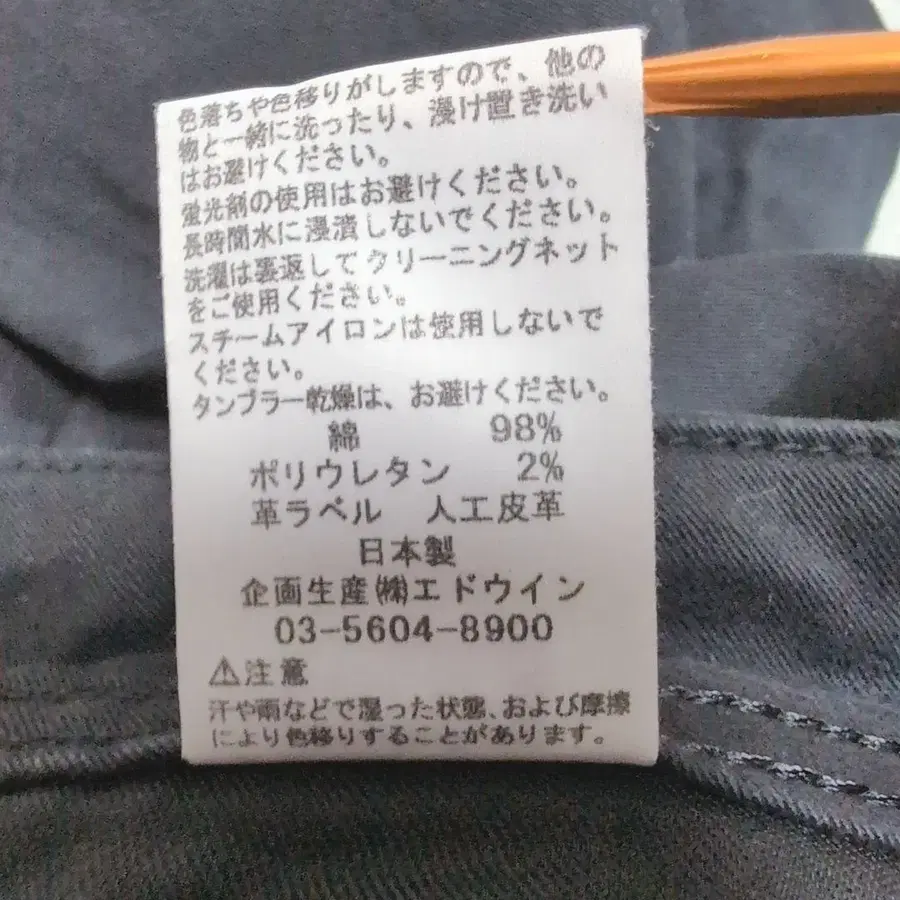 色落ちや色移りがしますので、他の
物と一緒に洗ったり、漫け置き洗い
はお避けください。
蛍光剤の使用はお避けください。
長時間水に浸漬しないでください。
洗濯は裏返してクリーニングネット
をご使用ください。
スチームアイロンは使用しないで
ください。
タンブラー乾燥は、お避けください。
綿 98%
ポリウレタン 2%
革ラベル 人工皮革
日本製
企画生産㈱エドウイン
03-5604-8900
⚠注意
汗や雨などで湿った状態、および摩擦
により色移りすることがあります。